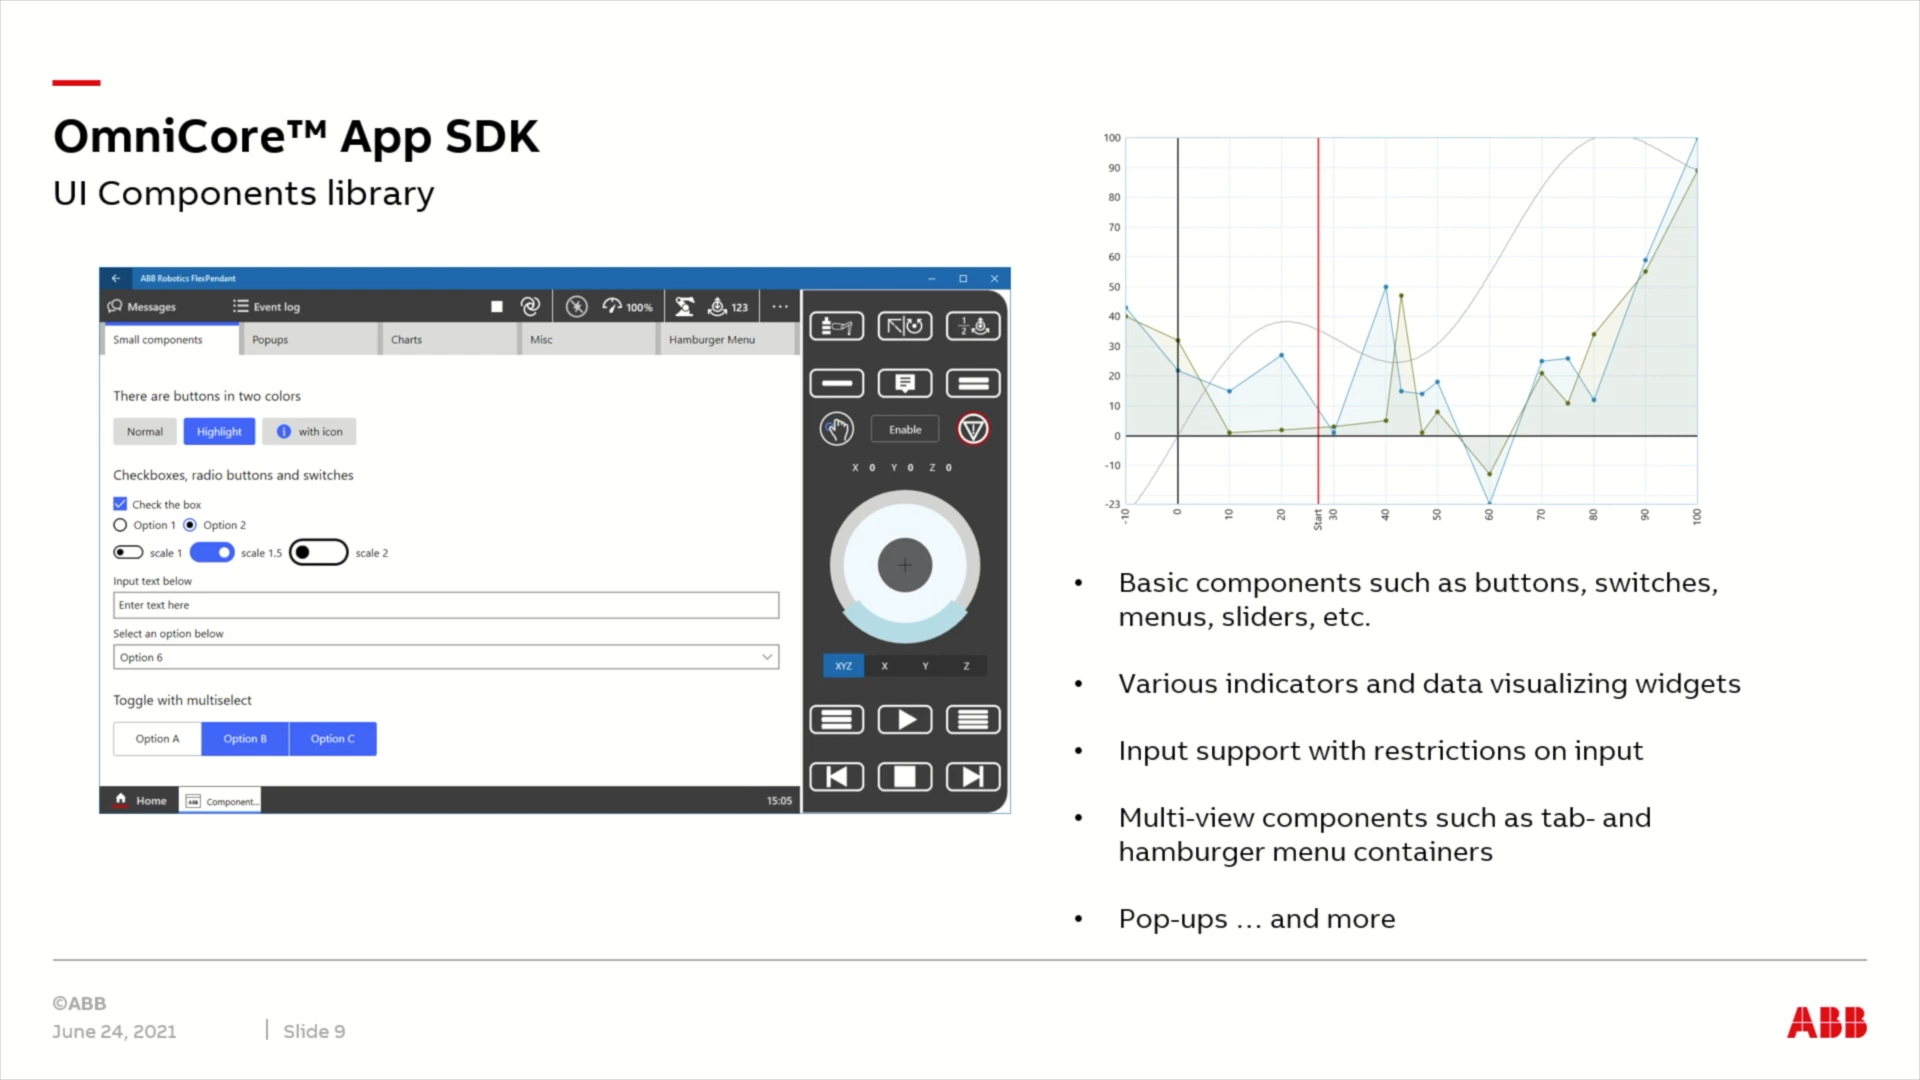 OmniCore™ App SDK
UI Components library
ABB Robotics FlexPendant
Messages
Event log
100%
123
Small components
Popups
Charts
Misc
Hamburger Menu
There are buttons in two colors
Normal
Highlight
with icon
Checkboxes, radio buttons and switches
Check the box
Option 1
Option 2
scale 1
scale 1.5
scale 2
Input text below
Enter text here
Select an option below
Option 6
Toggle with multiselect
Option A
Option B
Option C
Home
ABB
Component...
15:05
1/2
Enable
X 0 Y 0 Z 0
XYZ X Y Z
100
90
80
70
60
50
40
30
20
10
0
-10
-23
-10 0 10 20 Start 30 40 50 60 70 80 90 100
• Basic components such as buttons, switches,
menus, sliders, etc.
• Various indicators and data visualizing widgets
• Input support with restrictions on input
• Multi-view components such as tab- and
hamburger menu containers
• Pop-ups … and more
©ABB
June 24, 2021 | Slide 9
ABB